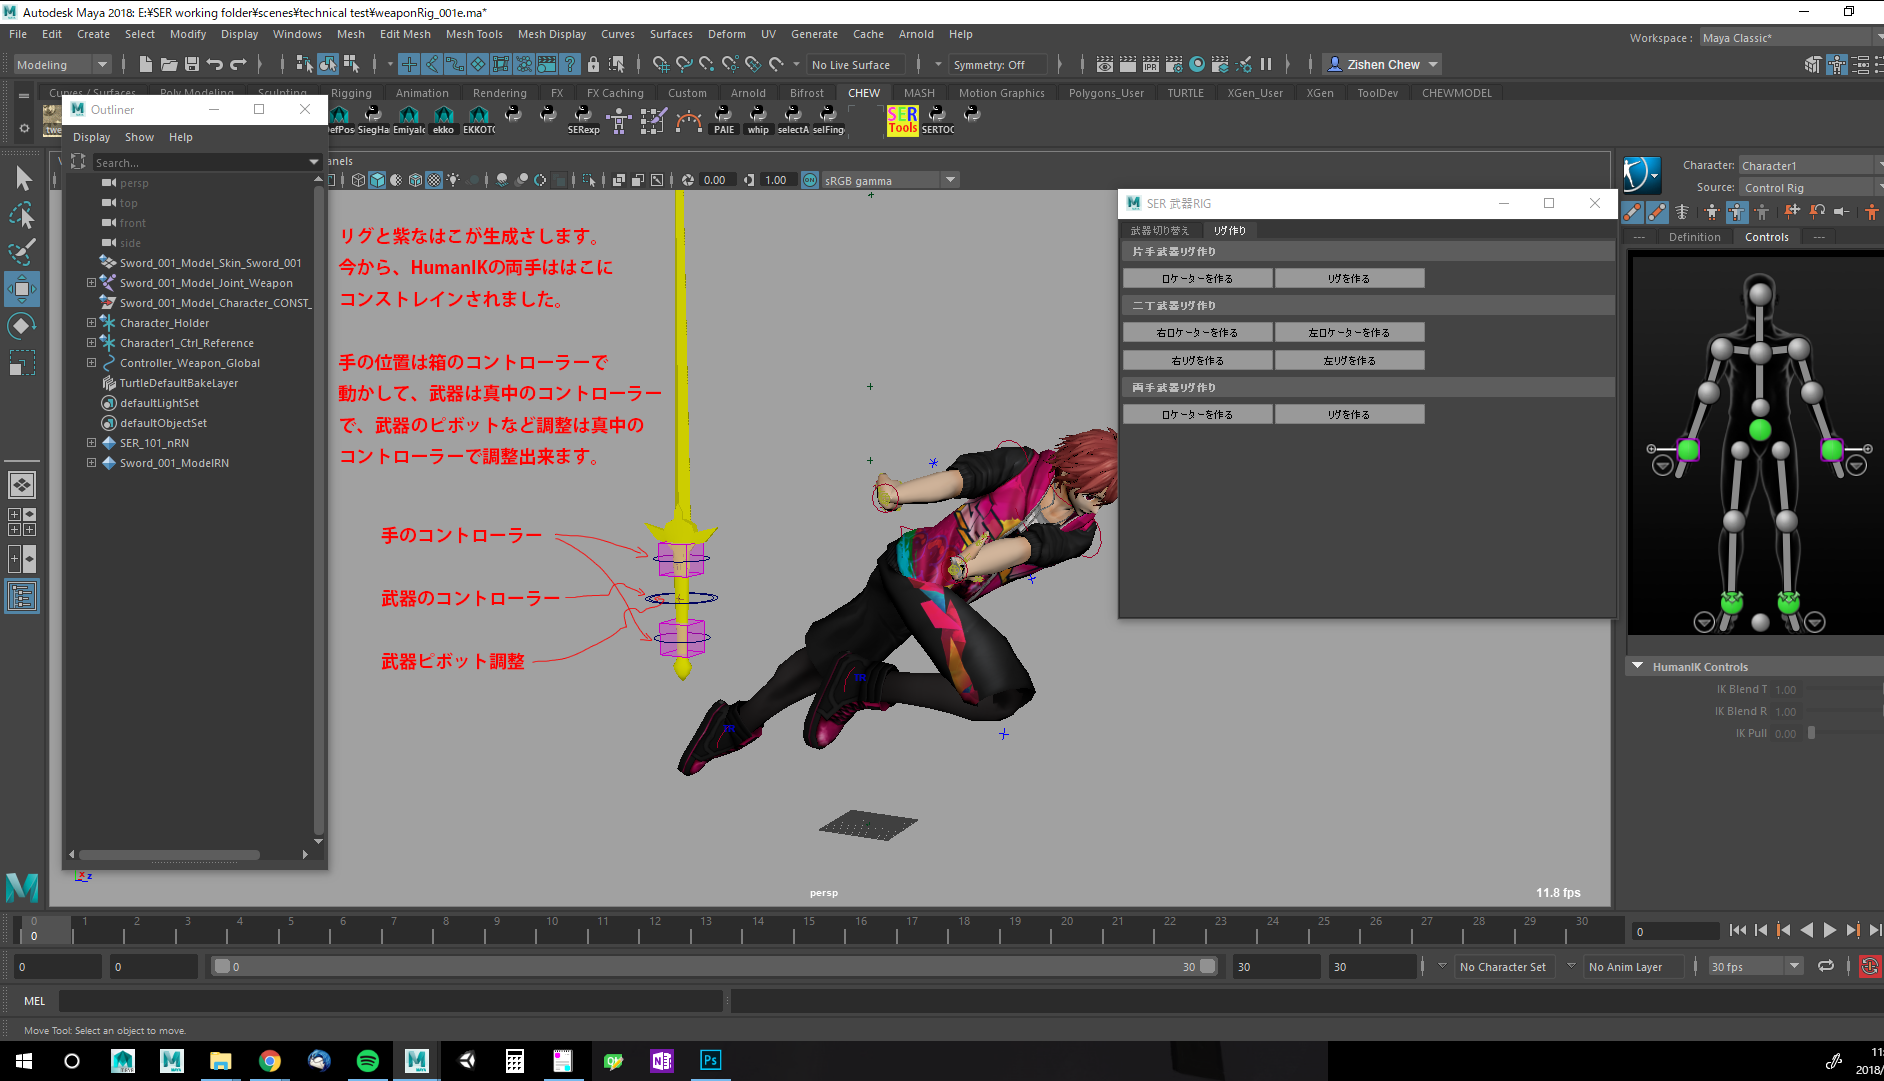 Autodesk Maya 2018: E:¥SER working folder¥scenes¥technical test¥weaponRig_001e.ma*
File Edit Create Select Modify Display Windows Mesh Edit Mesh Mesh Tools Mesh Display Curves Surfaces Deform UV Generate Cache Arnold Help
Workspace : Maya Classic*
Modeling No Live Surface Symmetry: Off Zishen Chew
Curves / Surfaces Poly Modeling Sculpting Rigging Animation Rendering FX FX Caching Custom Arnold Bifrost CHEW MASH Motion Graphics Polygons_User TURTLE XGen_User XGen ToolDev CHEWMODEL
SERexp PAIE whip selectA selFing SER Tools SERTOC
ekko EKKOTC Emiyalc SiegHar
Outliner
Display Show Help
Search...
persp
top
front
side
Sword_001_Model_Skin_Sword_001
Sword_001_Model_Joint_Weapon
Sword_001_Model_Character_CONST_
Character_Holder
Character1_Ctrl_Reference
Controller_Weapon_Global
TurtleDefaultBakeLayer
defaultLightSet
defaultObjectSet
SER_101_nRN
Sword_001_ModelRN
anels
0.00 1.00 ON sRGB gamma
リグと紫なはこが生成さします。
今から、HumanIKの両手ははこに
コンストレインされました。
手の位置は箱のコントローラーで
動かして、武器は真中のコントローラー
で、武器のピボットなど調整は真中の
コントローラーで調整出来ます。
手のコントローラー
武器のコントローラー
武器ピボット調整
persp
11.8 fps
SER 武器RIG
武器切り替え リグ作り
片手武器リグ作り
ロケーターを作る リグを作る
二丁武器リグ作り
右ロケーターを作る 左ロケーターを作る
右リグを作る 左リグを作る
両手武器リグ作り
ロケーターを作る リグを作る
Character: Character1
Source: Control Rig
--- Definition Controls ---
HumanIK Controls
IK Blend T 1.00
IK Blend R 1.00
IK Pull 0.00
0 1 2 3 4 5 6 7 8 9 10 11 12 13 14 15 16 17 18 19 20 21 22 23 24 25 26 27 28 29 30
0 0
0 0 0 30 30 30 No Character Set No Anim Layer 30 fps
MEL
Move Tool: Select an object to move.
Ps
11:
2018/